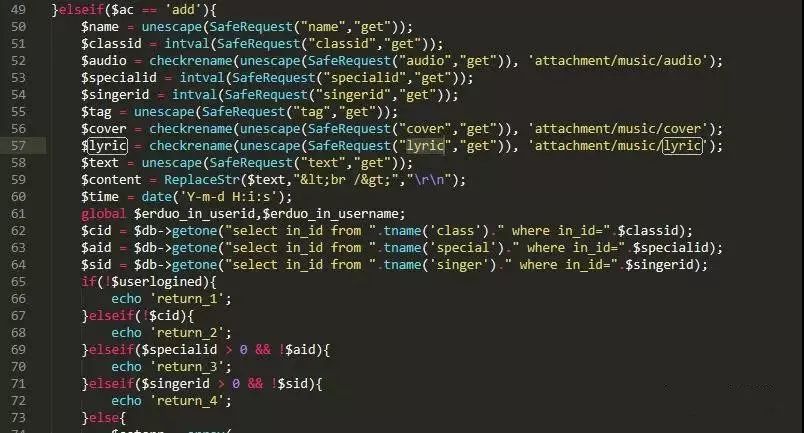 49 }elseif($ac == 'add'){
50 $name = unescape(SafeRequest("name","get"));
51 $classid = intval(SafeRequest("classid","get"));
52 $audio = checkrename(unescape(SafeRequest("audio","get")), 'attachment/music/audio');
53 $specialid = intval(SafeRequest("specialid","get"));
54 $singerid = intval(SafeRequest("singerid","get"));
55 $tag = unescape(SafeRequest("tag","get"));
56 $cover = checkrename(unescape(SafeRequest("cover","get")), 'attachment/music/cover');
57 $lyric = checkrename(unescape(SafeRequest("lyric","get")), 'attachment/music/lyric');
58 $text = unescape(SafeRequest("text","get"));
59 $content = ReplaceStr($text,"&lt;br /&gt;","\r\n");
60 $time = date('Y-m-d H:i:s');
61 global $erduo_in_userid,$erduo_in_username;
62 $cid = $db->getone("select in_id from ".tname('class')." where in_id=".$classid);
63 $aid = $db->getone("select in_id from ".tname('special')." where in_id=".$specialid);
64 $sid = $db->getone("select in_id from ".tname('singer')." where in_id=".$singerid);
65 if(!$userlogined){
66 echo 'return_1';
67 }elseif(!$cid){
68 echo 'return_2';
69 }elseif($specialid > 0 && !$aid){
70 echo 'return_3';
71 }elseif($singerid > 0 && !$sid){
72 echo 'return_4';
73 }else{